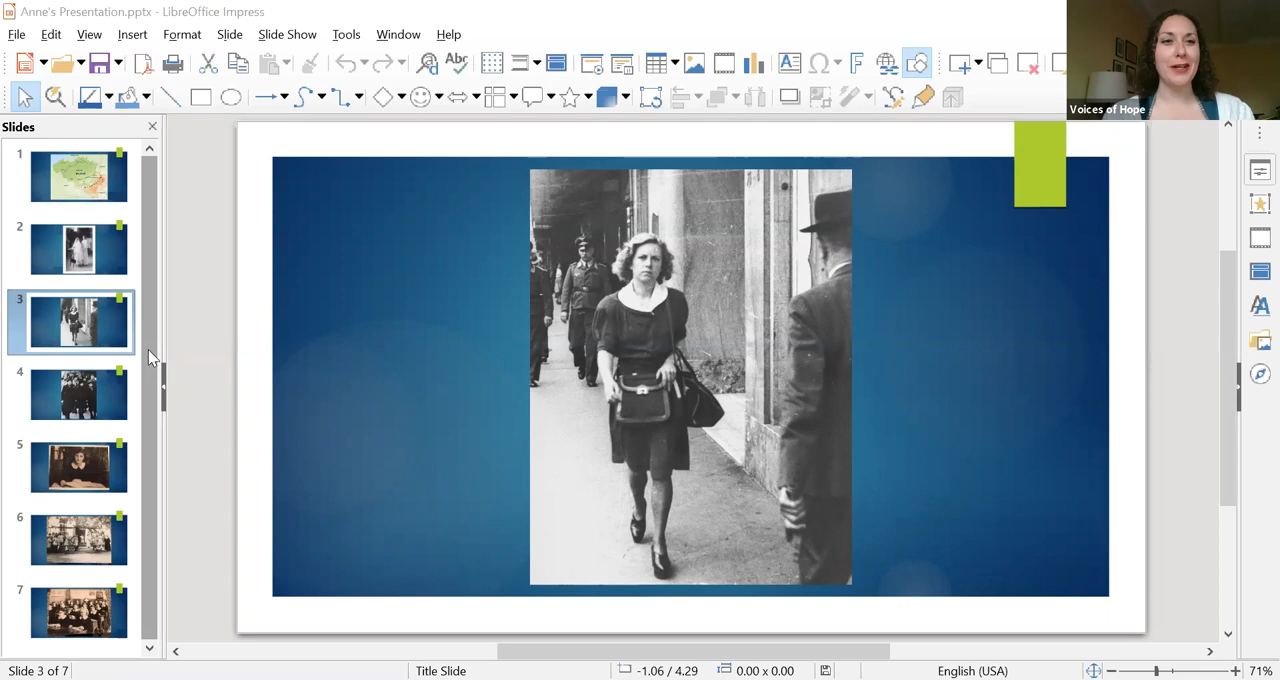 Anne's Presentation.pptx - LibreOffice Impress
File Edit View Insert Format Slide Slide Show Tools Window Help
Abc
Voices of Hope
Slides
1
2
3
4
5
6
7
Slide 3 of 7
Title Slide
-1.06 / 4.29
0.00 x 0.00
English (USA)
71%